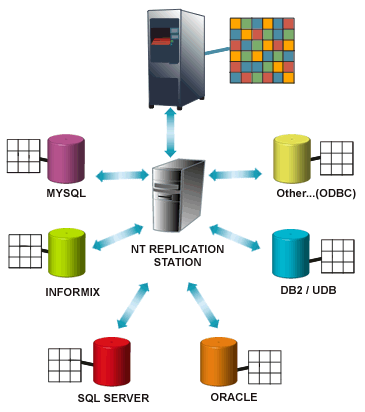 MYSQL
Other...(ODBC)
NT REPLICATION
STATION
INFORMIX
DB2 / UDB
SQL SERVER
ORACLE